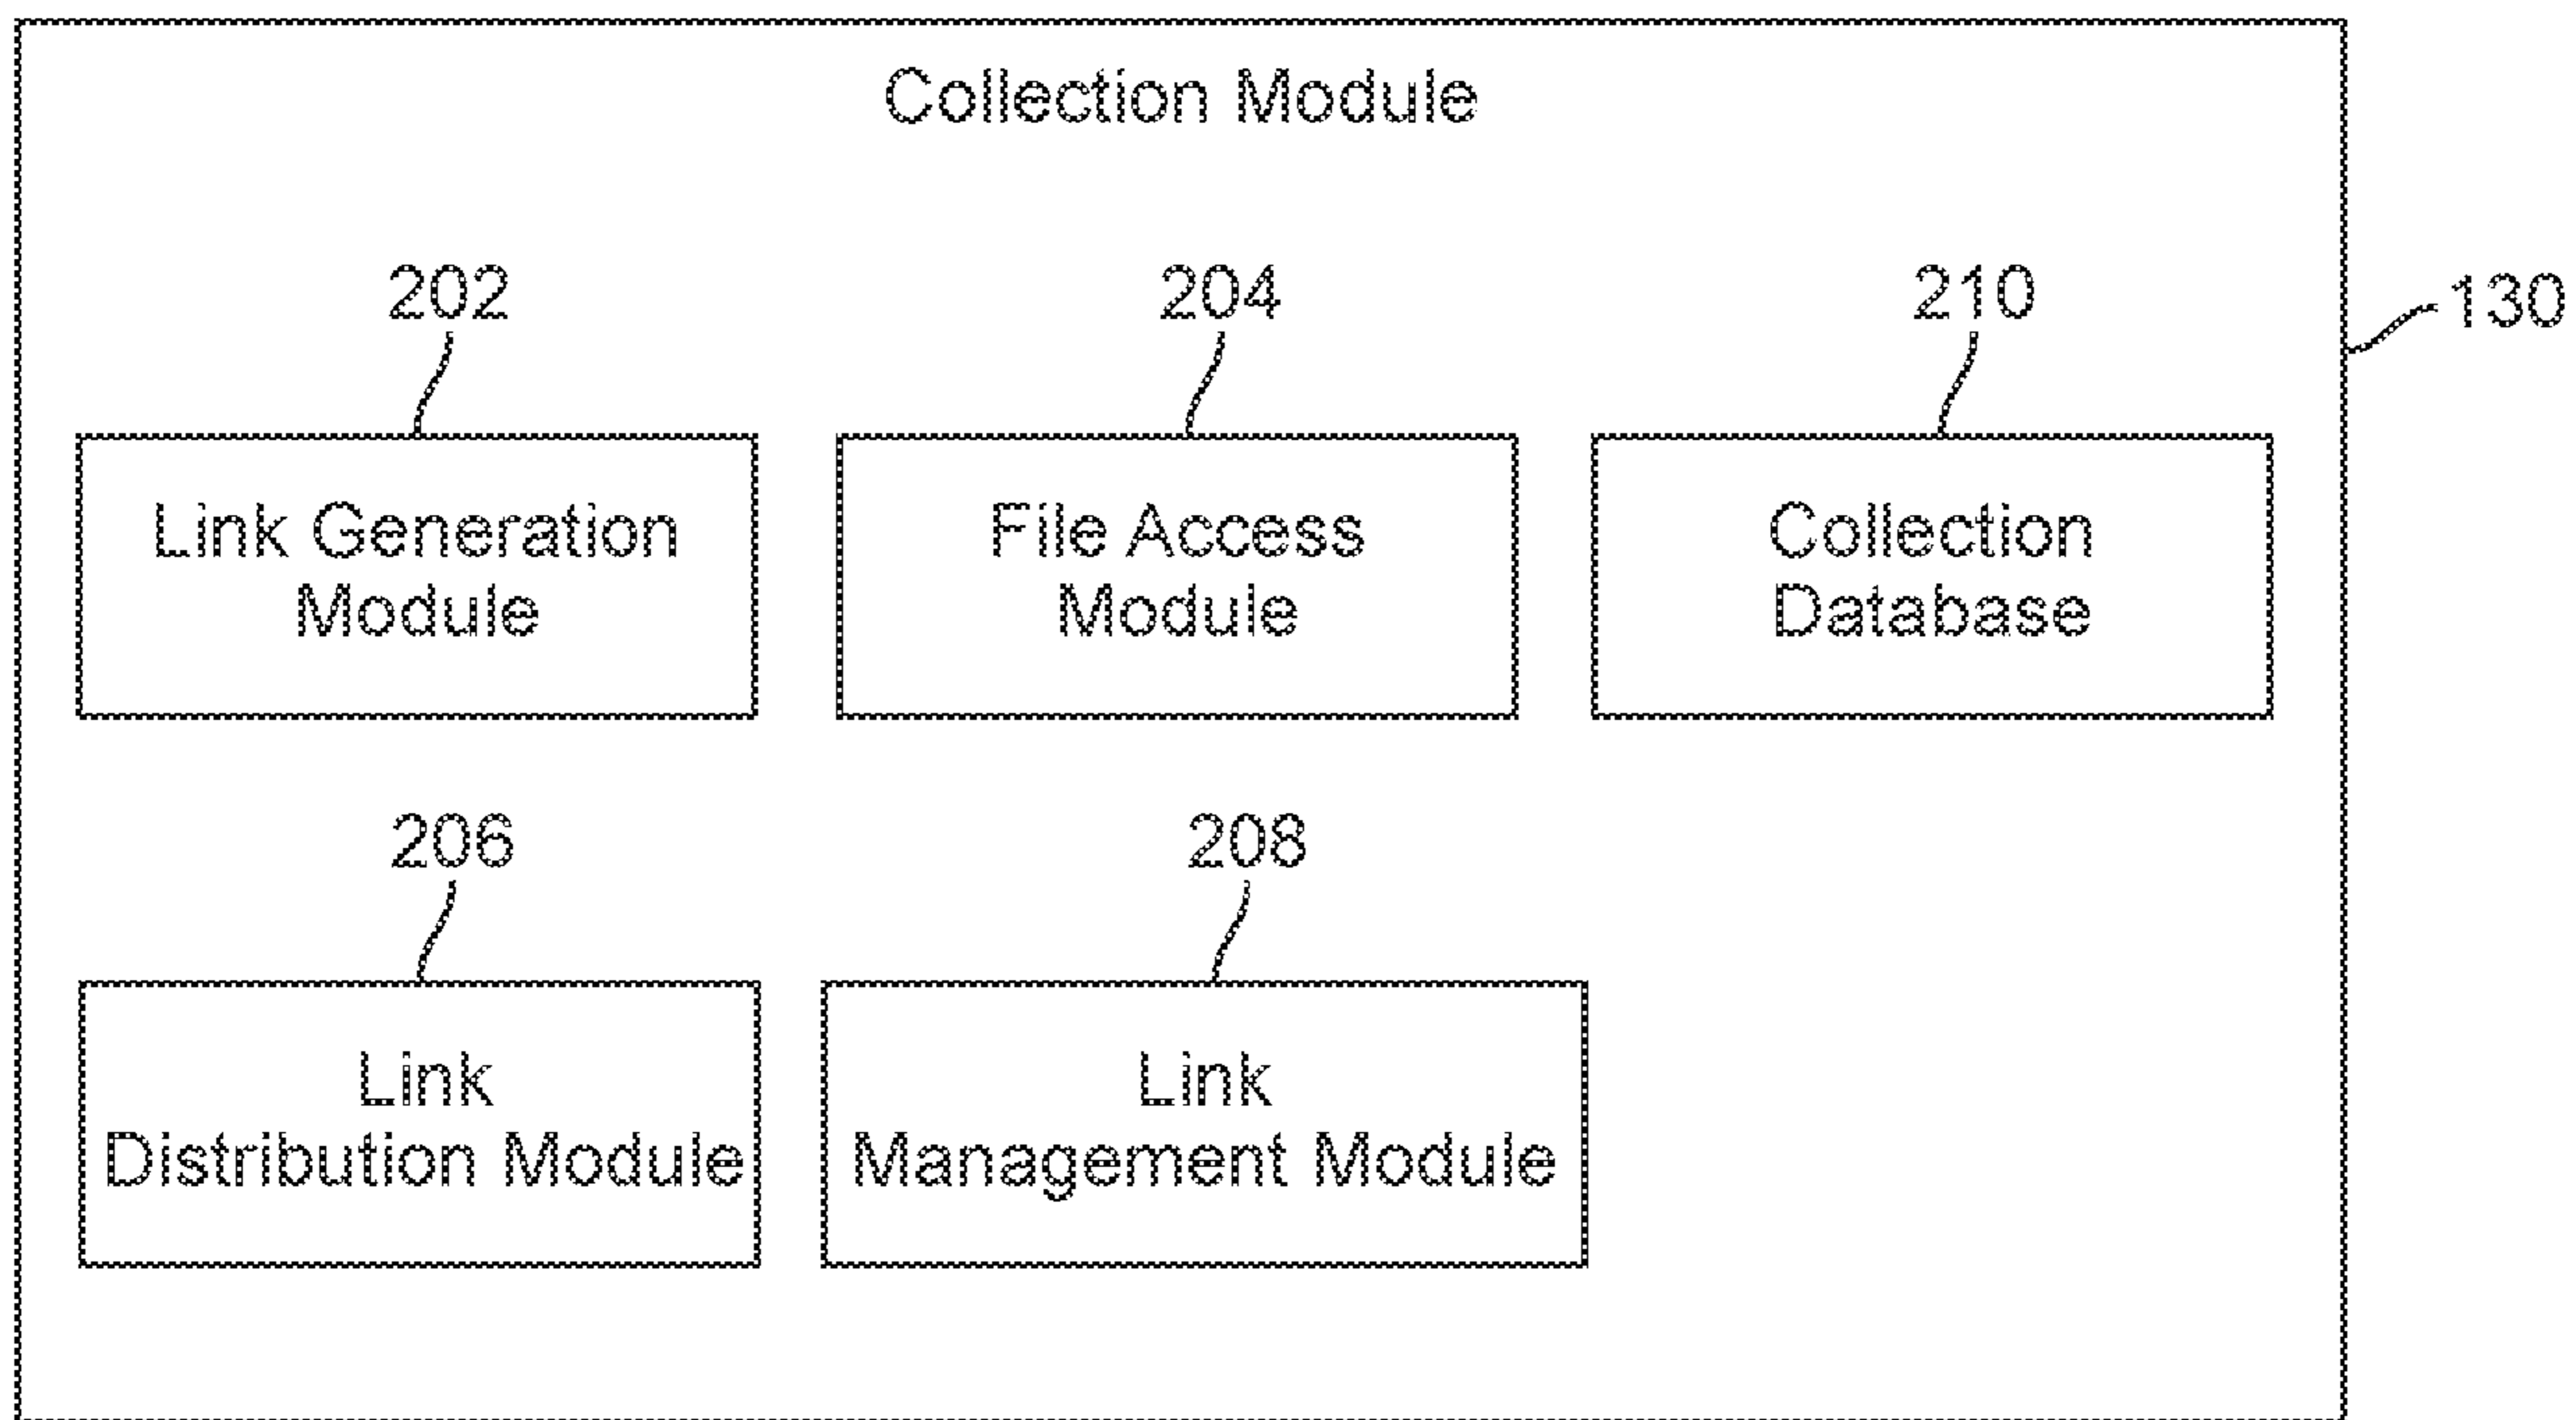 Collection Module
202
204
210
130
Link Generation
Module
File Access
Module
Collection
Database
206
208
Link
Distribution Module
Link
Management Module